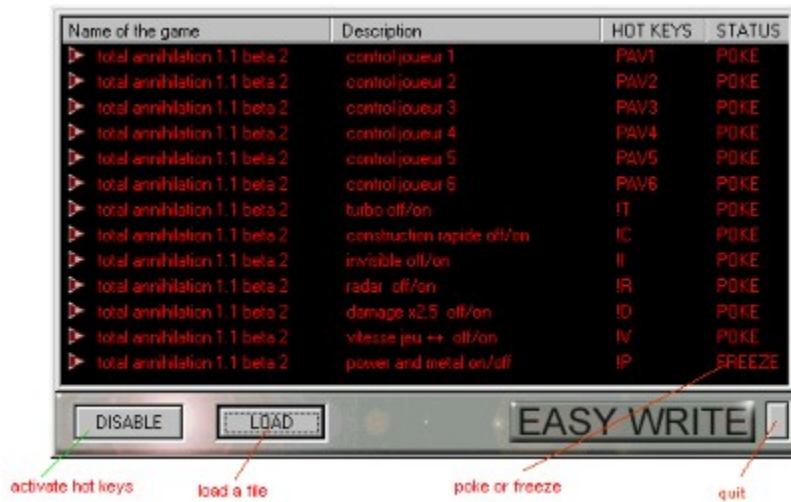 Name of the game Description HOT KEYS STATUS
total annihilation 1.1 beta 2 control joueur 1 PAV1 POKE
total annihilation 1.1 beta 2 control joueur 2 PAV2 POKE
total annihilation 1.1 beta 2 control joueur 3 PAV3 POKE
total annihilation 1.1 beta 2 control joueur 4 PAV4 POKE
total annihilation 1.1 beta 2 control joueur 5 PAV5 POKE
total annihilation 1.1 beta 2 control joueur 6 PAV6 POKE
total annihilation 1.1 beta 2 turbo off/on !T POKE
total annihilation 1.1 beta 2 construction rapide off/on !C POKE
total annihilation 1.1 beta 2 invisible off/on !I POKE
total annihilation 1.1 beta 2 radar off/on !R POKE
total annihilation 1.1 beta 2 damage x2.5 off/on !D POKE
total annihilation 1.1 beta 2 vitesse jeu ++ off/on !V POKE
total annihilation 1.1 beta 2 power and metal on/off !P FREEZE
DISABLE LOAD EASY WRITE
activate hot keys load a file poke or freeze quit